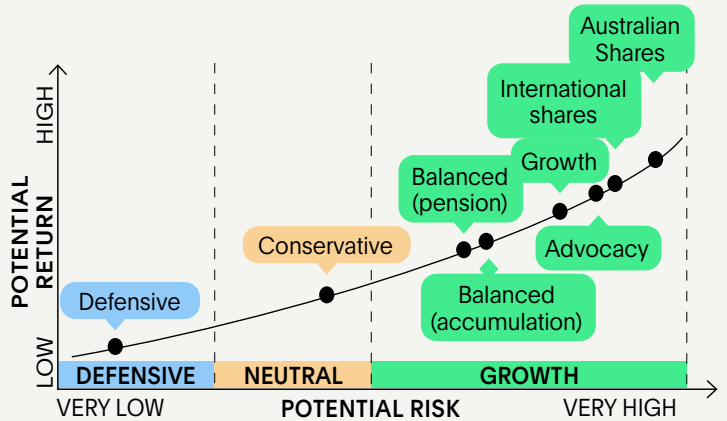 Australian
Shares
International
shares
Growth
Balanced
(pension)
Advocacy
Conservative
Balanced
(accumulation)
Defensive
HIGH
POTENTIAL
RETURN
LOW
DEFENSIVE
NEUTRAL
GROWTH
VERY LOW
POTENTIAL RISK
VERY HIGH